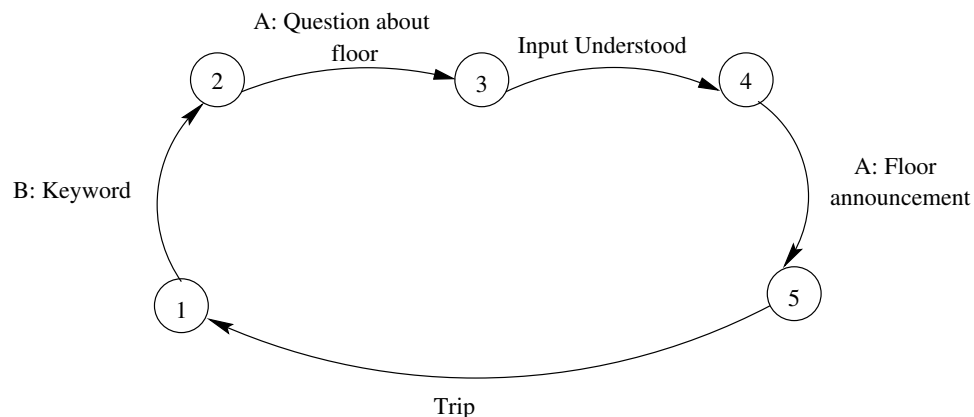 A: Question about
floor
Input Understood
2
3
4
B: Keyword
A: Floor
announcement
1
5
Trip